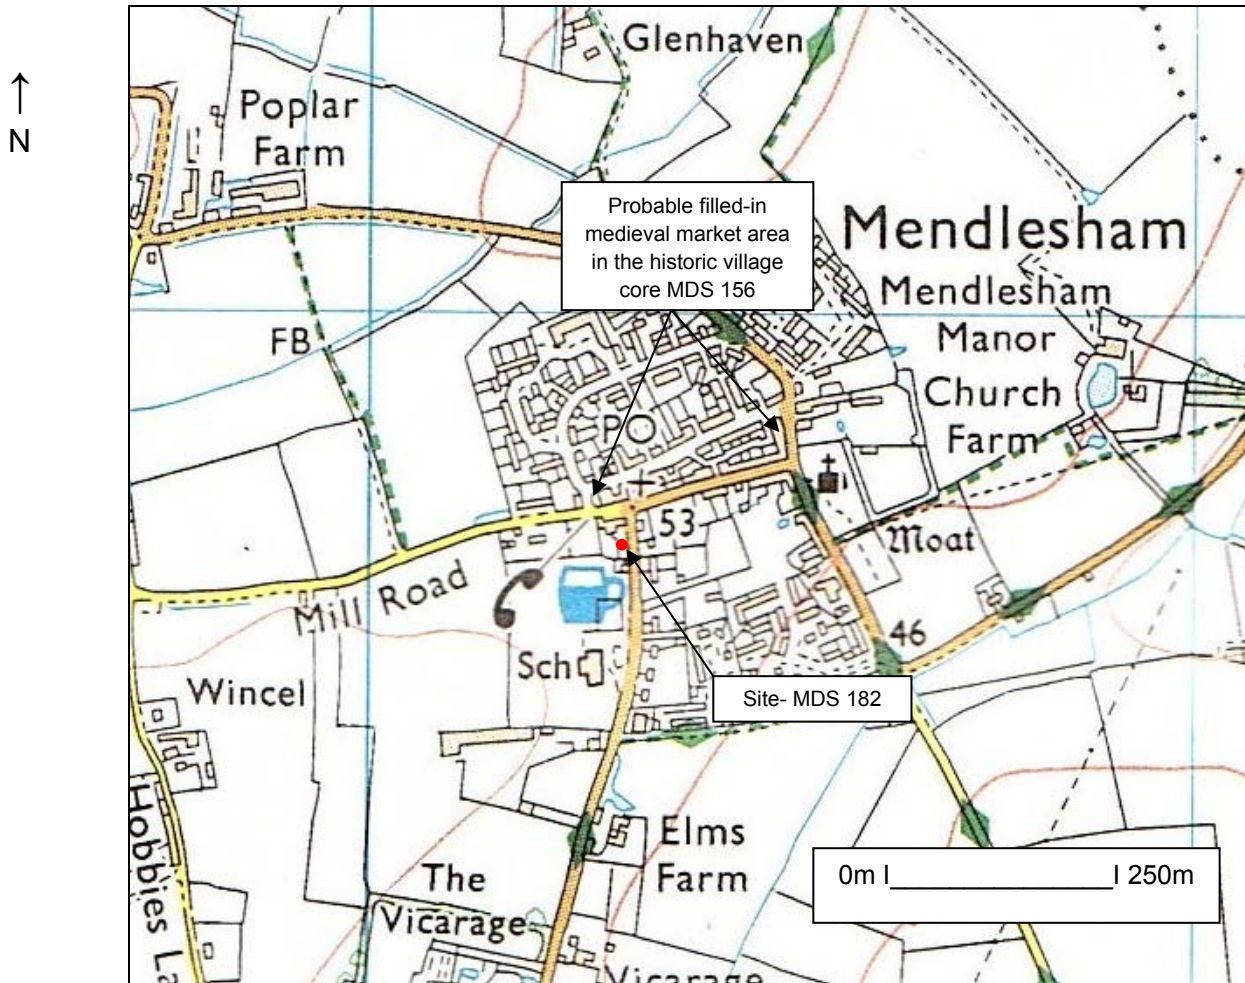 ↑
N
Glenhaven
Poplar
Farm
Probable filled-in
medieval market area
in the historic village
core MDS 156
Mendlesham
Mendlesham
Manor
Church
Farm
FB
PO
53
Moat
Mill Road
46
Sch
Wincel
Site- MDS 182
Hobbies La
Elms
Farm
The
Vicarage
Vicarage
0m I_________________I 250m